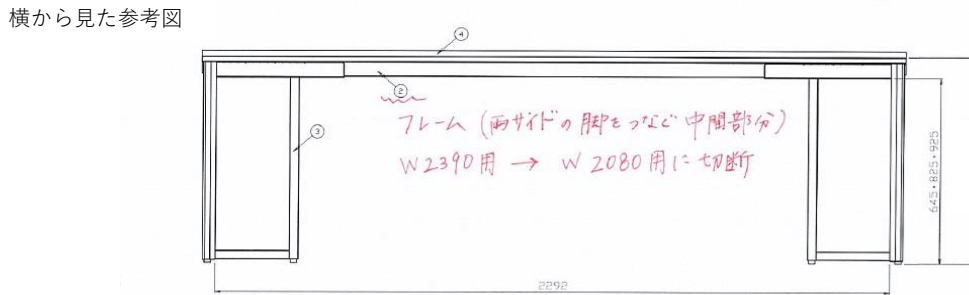 横から見た参考図
④
②
フレーム (両サイドの脚をつなぐ中間部分)
③
W2390用 → W2080用に切断
645・825・925
2292